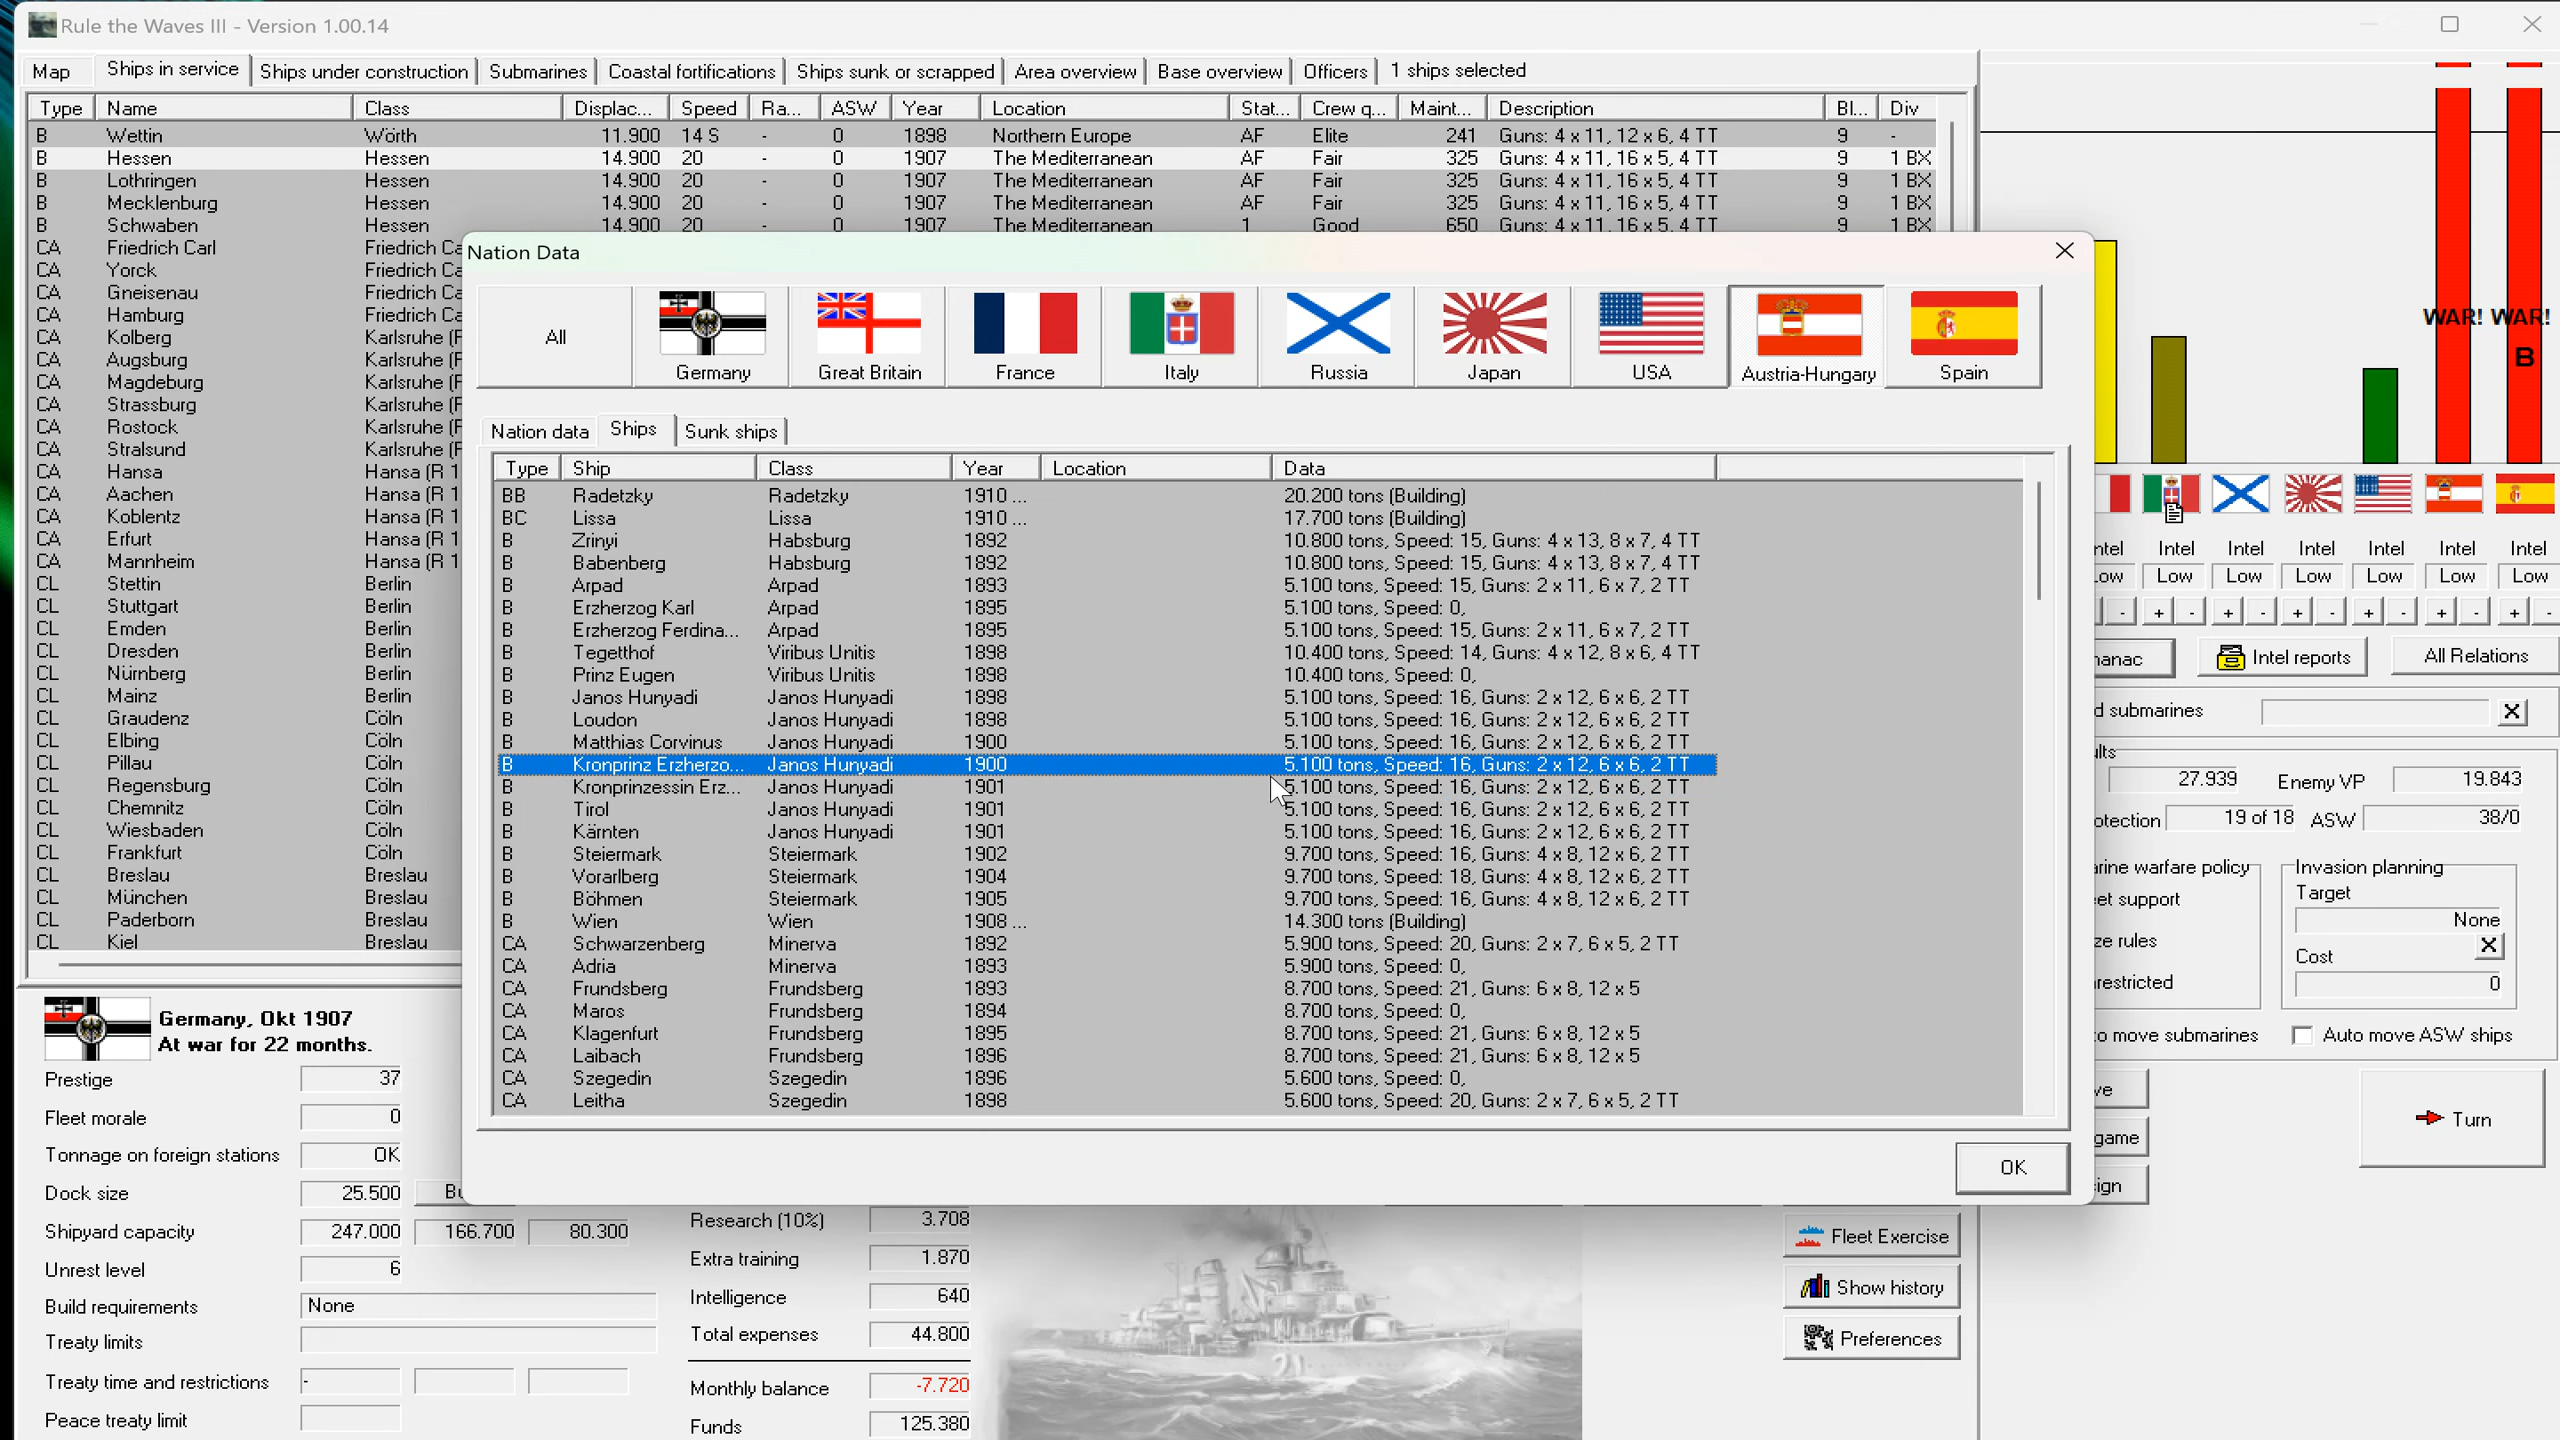 Rule the Waves III - Version 1.00.14
Map Ships in service Ships under construction Submarines Coastal fortifications Ships sunk or scrapped Area overview Base overview Officers 1 ships selected
Type Name Class Displac... Speed Ra... ASW Year Location Stat... Crew q... Maint... Description Bl... Div
B Wettin Wörth 11.900 14 S - 0 1898 Northern Europe AF Elite 241 Guns: 4 x 11, 12 x 6, 4 TT 9 -
B Hessen Hessen 14.900 20 - 0 1907 The Mediterranean AF Fair 325 Guns: 4 x 11, 16 x 5, 4 TT 9 1 BX
B Lothringen Hessen 14.900 20 - 0 1907 The Mediterranean AF Fair 325 Guns: 4 x 11, 16 x 5, 4 TT 9 1 BX
B Mecklenburg Hessen 14.900 20 - 0 1907 The Mediterranean AF Fair 325 Guns: 4 x 11, 16 x 5, 4 TT 9 1 BX
B Schwaben Hessen 14.900 20 - 0 1907 The Mediterranean 1 Good 650 Guns: 4 x 11, 16 x 5, 4 TT 9 1 BX
CA Friedrich Carl Friedrich Ca
CA Yorck Friedrich Ca
CA Gneisenau Friedrich Ca
CA Hamburg Friedrich Ca
CA Kolberg Karlsruhe (F
CA Augsburg Karlsruhe (F
CA Magdeburg Karlsruhe (F
CA Strassburg Karlsruhe (F
CA Rostock Karlsruhe (F
CA Stralsund Karlsruhe (F
CA Hansa Hansa (R 1
CA Aachen Hansa (R 1
CA Koblentz Hansa (R 1
CA Erfurt Hansa (R 1
CA Mannheim Hansa (R 1
CL Stettin Berlin
CL Stuttgart Berlin
CL Emden Berlin
CL Dresden Berlin
CL Nürnberg Berlin
CL Mainz Berlin
CL Graudenz Cöln
CL Elbing Cöln
CL Pillau Cöln
CL Regensburg Cöln
CL Chemnitz Cöln
CL Wiesbaden Cöln
CL Frankfurt Cöln
CL Breslau Breslau
CL München Breslau
CL Paderborn Breslau
CL Kiel Breslau
Nation Data
All Germany Great Britain France Italy Russia Japan USA Austria-Hungary Spain
Nation data Ships Sunk ships
Type Ship Class Year Location Data
BB Radetzky Radetzky 1910 ... 20.200 tons (Building)
BC Lissa Lissa 1910 ... 17.700 tons (Building)
B Zrinyi Habsburg 1892 10.800 tons, Speed: 15, Guns: 4 x 13, 8 x 7, 4 TT
B Babenberg Habsburg 1892 10.800 tons, Speed: 15, Guns: 4 x 13, 8 x 7, 4 TT
B Arpad Arpad 1893 5.100 tons, Speed: 15, Guns: 2 x 11, 6 x 7, 2 TT
B Erzherzog Karl Arpad 1895 5.100 tons, Speed: 0,
B Erzherzog Ferdina... Arpad 1895 5.100 tons, Speed: 15, Guns: 2 x 11, 6 x 7, 2 TT
B Tegetthof Viribus Unitis 1898 10.400 tons, Speed: 14, Guns: 4 x 12, 8 x 6, 4 TT
B Prinz Eugen Viribus Unitis 1898 10.400 tons, Speed: 0,
B Janos Hunyadi Janos Hunyadi 1898 5.100 tons, Speed: 16, Guns: 2 x 12, 6 x 6, 2 TT
B Loudon Janos Hunyadi 1898 5.100 tons, Speed: 16, Guns: 2 x 12, 6 x 6, 2 TT
B Matthias Corvinus Janos Hunyadi 1900 5.100 tons, Speed: 16, Guns: 2 x 12, 6 x 6, 2 TT
B Kronprinz Erzherzo... Janos Hunyadi 1900 5.100 tons, Speed: 16, Guns: 2 x 12, 6 x 6, 2 TT
B Kronprinzessin Erz... Janos Hunyadi 1901 5.100 tons, Speed: 16, Guns: 2 x 12, 6 x 6, 2 TT
B Tirol Janos Hunyadi 1901 5.100 tons, Speed: 16, Guns: 2 x 12, 6 x 6, 2 TT
B Kärnten Janos Hunyadi 1901 5.100 tons, Speed: 16, Guns: 2 x 12, 6 x 6, 2 TT
B Steiermark Steiermark 1902 9.700 tons, Speed: 16, Guns: 4 x 8, 12 x 6, 2 TT
B Vorarlberg Steiermark 1904 9.700 tons, Speed: 18, Guns: 4 x 8, 12 x 6, 2 TT
B Böhmen Steiermark 1905 9.700 tons, Speed: 16, Guns: 4 x 8, 12 x 6, 2 TT
B Wien Wien 1908 ... 14.300 tons (Building)
CA Schwarzenberg Minerva 1892 5.900 tons, Speed: 20, Guns: 2 x 7, 6 x 5, 2 TT
CA Adria Minerva 1893 5.900 tons, Speed: 0,
CA Frundsberg Frundsberg 1893 8.700 tons, Speed: 21, Guns: 6 x 8, 12 x 5
CA Maros Frundsberg 1894 8.700 tons, Speed: 0,
CA Klagenfurt Frundsberg 1895 8.700 tons, Speed: 21, Guns: 6 x 8, 12 x 5
CA Laibach Frundsberg 1896 8.700 tons, Speed: 21, Guns: 6 x 8, 12 x 5
CA Szegedin Szegedin 1896 5.600 tons, Speed: 0,
CA Leitha Szegedin 1898 5.600 tons, Speed: 20, Guns: 2 x 7, 6 x 5, 2 TT
OK
WAR! WAR!
B
ntel Intel Intel Intel Intel Intel Intel
ow Low Low Low Low Low Low
- + - + - + - + - + - + -
anac Intel reports All Relations
d submarines X
ults
27.939 Enemy VP 19.843
otection 19 of 18 ASW 38/0
rine warfare policy Invasion planning
et support Target
None
ze rules X
Cost
restricted 0
to move submarines Auto move ASW ships
ve
game Turn
ign
Germany, Okt 1907
At war for 22 months.
Prestige 37
Fleet morale 0
Tonnage on foreign stations OK
Dock size 25.500 Bu
Shipyard capacity 247.000 166.700 80.300
Unrest level 6
Build requirements None
Treaty limits
Treaty time and restrictions -
Peace treaty limit
Research (10%) 3.708
Extra training 1.870
Intelligence 640
Total expenses 44.800
Monthly balance -7.720
Funds 125.380
Fleet Exercise
Show history
Preferences